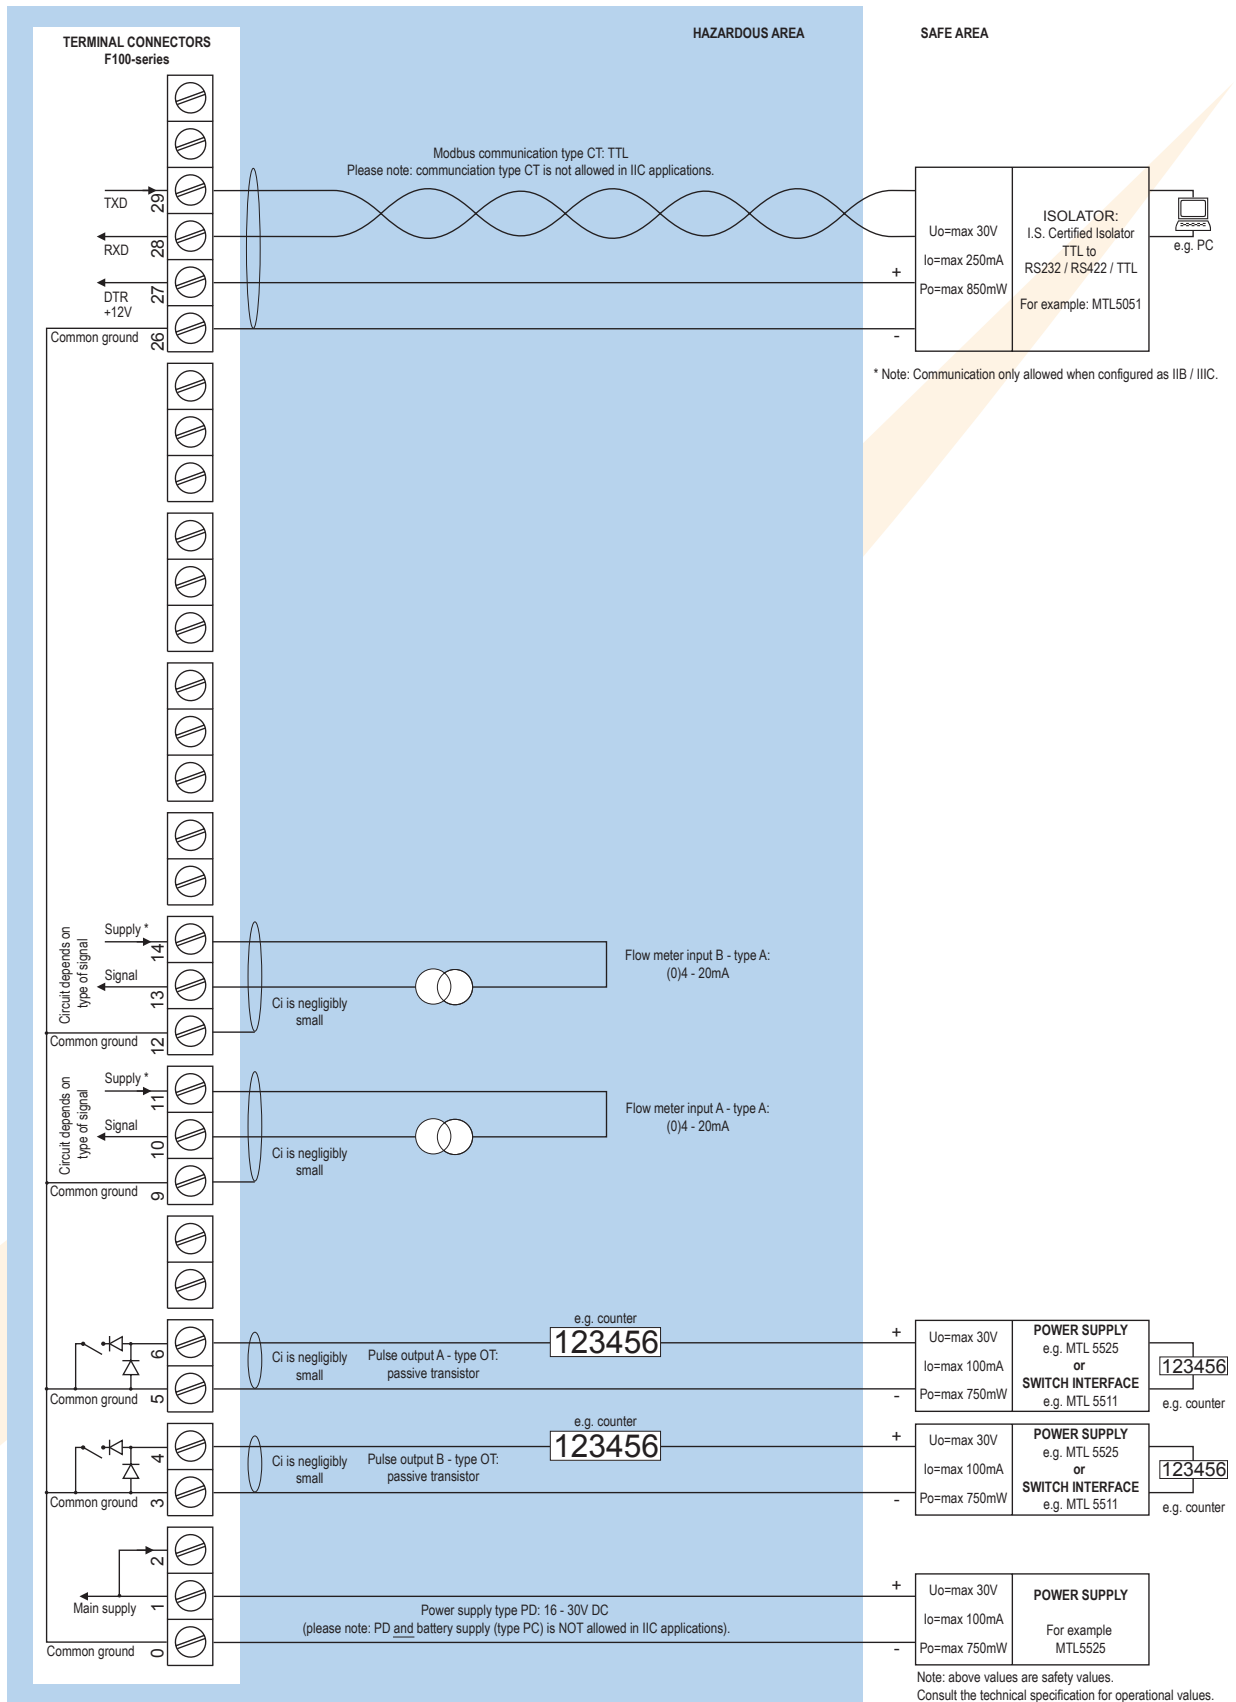 TERMINAL CONNECTORS
F100-series
HAZARDOUS AREA
SAFE AREA
Modbus communication type CT: TTL
Please note: communciation type CT is not allowed in IIC applications.
TXD
29
RXD
28
DTR
+12V
27
Common ground
26
+
-
Uo=max 30V
Io=max 250mA
Po=max 850mW
ISOLATOR:
I.S. Certified Isolator
TTL to
RS232 / RS422 / TTL
For example: MTL5051
e.g. PC
* Note: Communication only allowed when configured as IIB / IIIC.
Circuit depends on
type of signal
Supply *
14
Signal
13
Common ground
12
Ci is negligibly
small
Flow meter input B - type A:
(0)4 - 20mA
Circuit depends on
type of signal
Supply *
11
Signal
10
Common ground
9
Ci is negligibly
small
Flow meter input A - type A:
(0)4 - 20mA
6
Common ground
5
Ci is negligibly
small
Pulse output A - type OT:
passive transistor
e.g. counter
123456
+
-
Uo=max 30V
Io=max 100mA
Po=max 750mW
POWER SUPPLY
e.g. MTL 5525
or
SWITCH INTERFACE
e.g. MTL 5511
123456
e.g. counter
4
Common ground
3
Ci is negligibly
small
Pulse output B - type OT:
passive transistor
e.g. counter
123456
+
-
Uo=max 30V
Io=max 100mA
Po=max 750mW
POWER SUPPLY
e.g. MTL 5525
or
SWITCH INTERFACE
e.g. MTL 5511
123456
e.g. counter
2
Main supply
1
Common ground
0
Power supply type PD: 16 - 30V DC
(please note: PD and battery supply (type PC) is NOT allowed in IIC applications).
+
-
Uo=max 30V
Io=max 100mA
Po=max 750mW
POWER SUPPLY
For example
MTL5525
Note: above values are safety values.
Consult the technical specification for operational values.